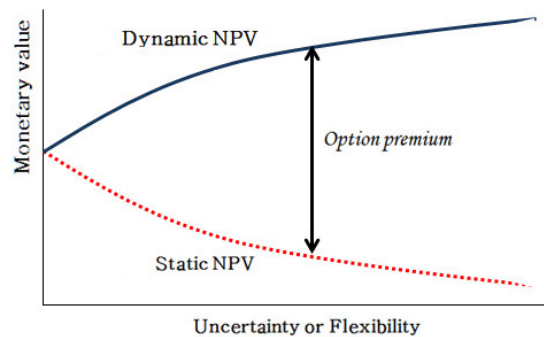 Dynamic NPV
Monetary value
Option premium
Static NPV
Uncertainty or Flexibility